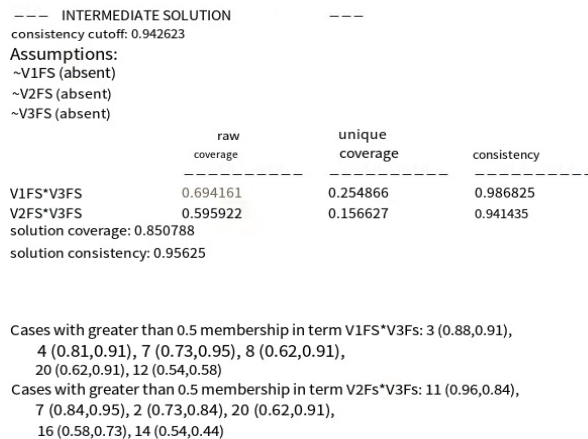 --- INTERMEDIATE SOLUTION ---
consistency cutoff: 0.942623
Assumptions:
~V1FS (absent)
~V2FS (absent)
~V3FS (absent)
raw unique
coverage coverage consistency
---------- ---------- ----------
V1FS*V3FS 0.694161 0.254866 0.986825
V2FS*V3FS 0.595922 0.156627 0.941435
solution coverage: 0.850788
solution consistency: 0.95625
Cases with greater than 0.5 membership in term V1FS*V3Fs: 3 (0.88,0.91),
4 (0.81,0.91), 7 (0.73,0.95), 8 (0.62,0.91),
20 (0.62,0.91), 12 (0.54,0.58)
Cases with greater than 0.5 membership in term V2Fs*V3Fs: 11 (0.96,0.84),
7 (0.84,0.95), 2 (0.73,0.84), 20 (0.62,0.91),
16 (0.58,0.73), 14 (0.54,0.44)